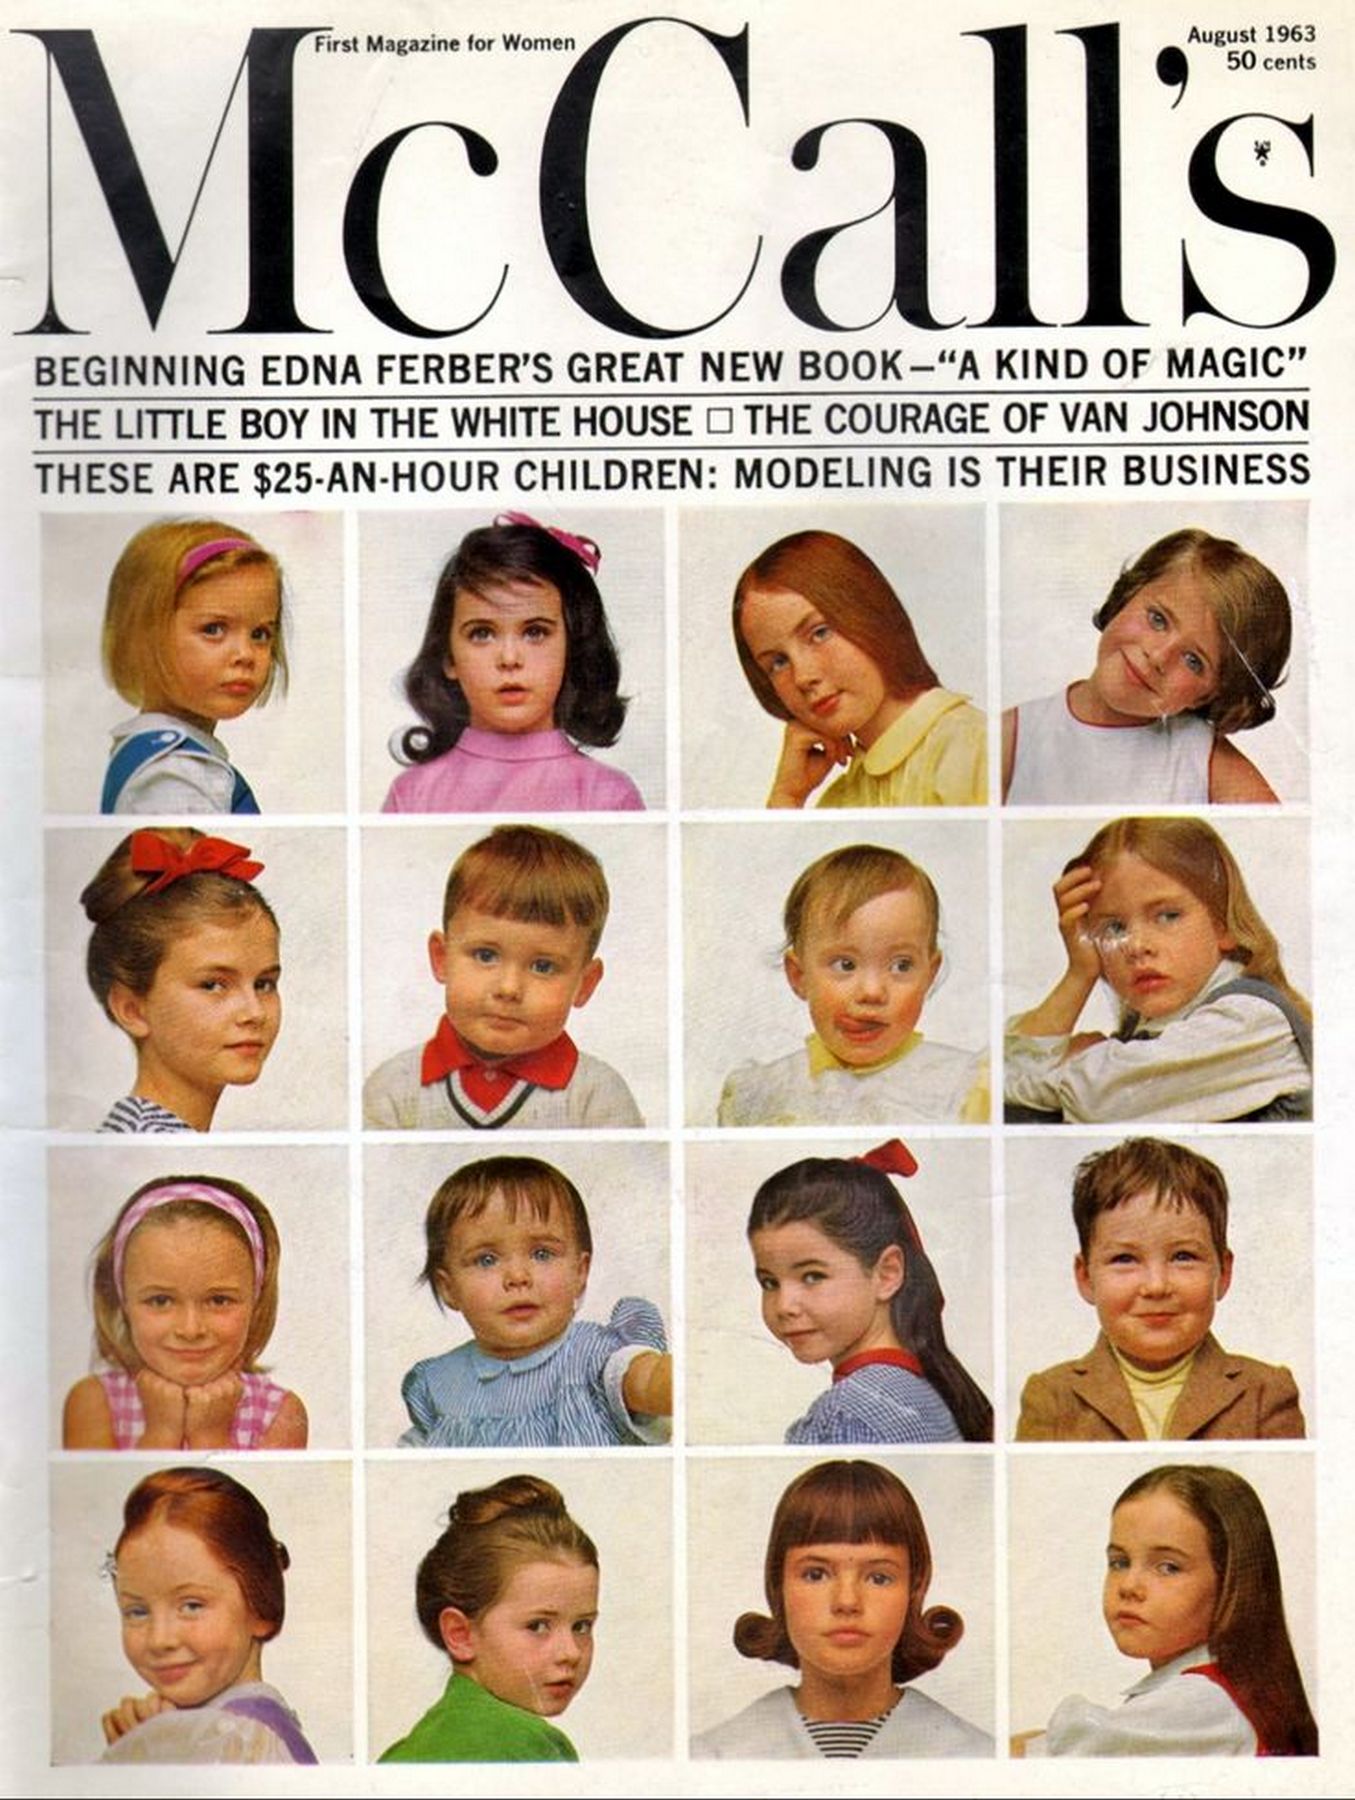 McCall's
First Magazine for Women
August 1963
50 cents
BEGINNING EDNA FERBER'S GREAT NEW BOOK—“A KIND OF MAGIC”
THE LITTLE BOY IN THE WHITE HOUSE □ THE COURAGE OF VAN JOHNSON
THESE ARE $25-AN-HOUR CHILDREN: MODELING IS THEIR BUSINESS